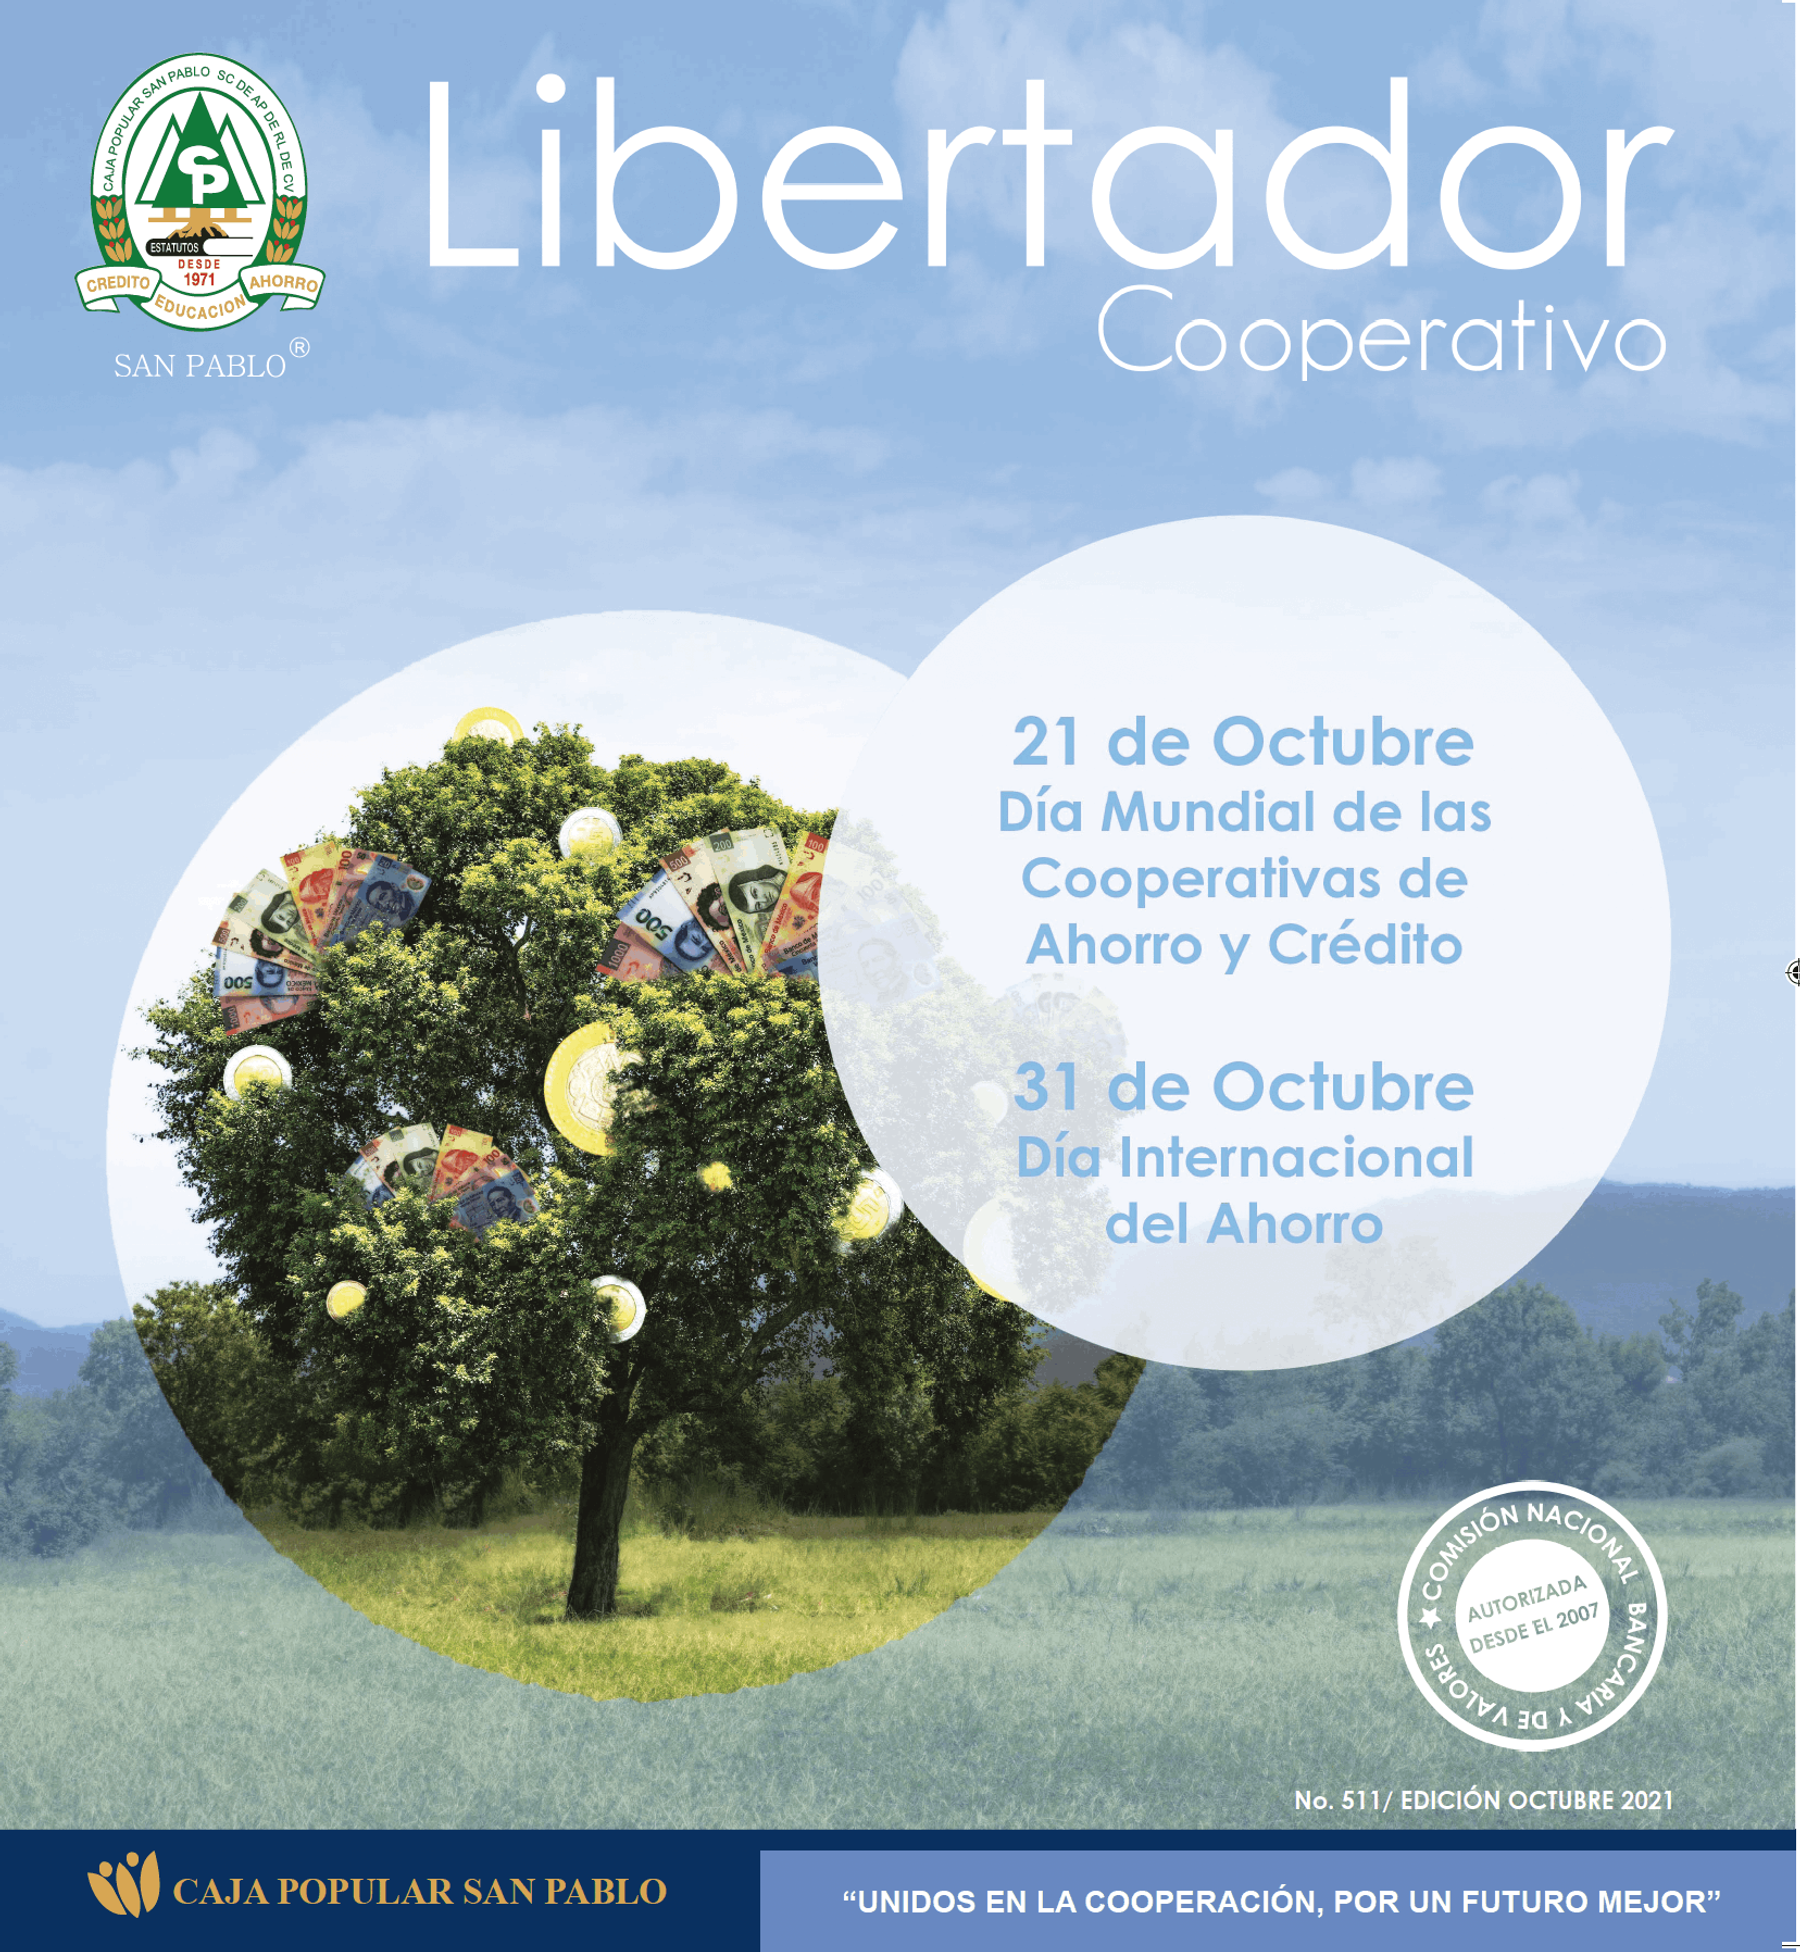 CAJA POPULAR SAN PABLO SC DE AP DE RL DE CV
CP
ESTATUTOS
DESDE
1971
CREDITO EDUCACION AHORRO
SAN PABLO®
Libertador
Cooperativo
21 de Octubre
Día Mundial de las
Cooperativas de
Ahorro y Crédito
31 de Octubre
Día Internacional
del Ahorro
COMISIÓN NACIONAL BANCARIA Y DE VALORES
AUTORIZADA
DESDE EL 2007
No. 511/ EDICIÓN OCTUBRE 2021
CAJA POPULAR SAN PABLO
“UNIDOS EN LA COOPERACIÓN, POR UN FUTURO MEJOR”